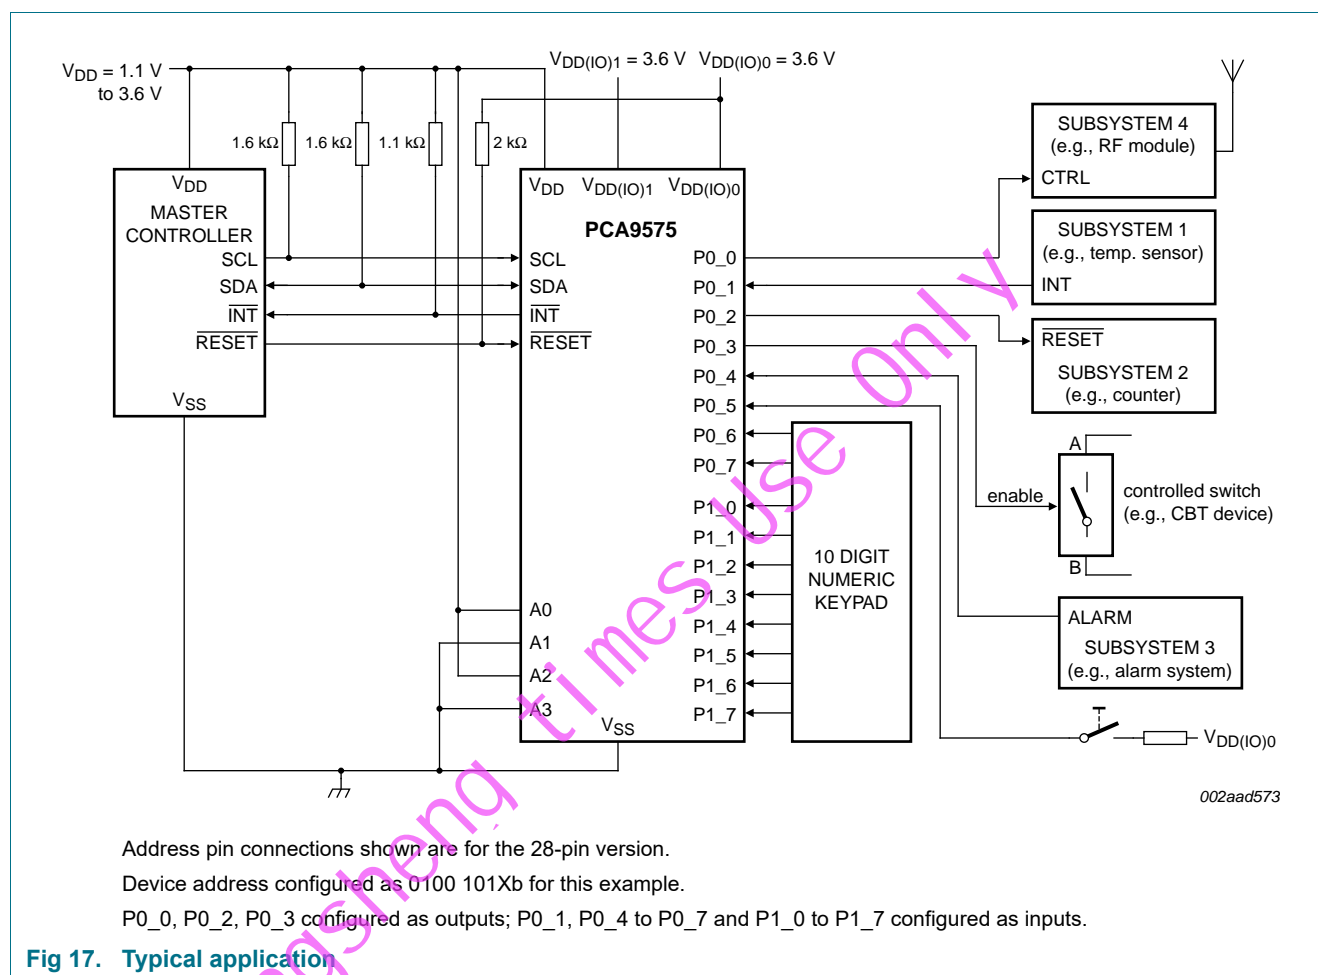 VDD = 1.1 V
to 3.6 V
VDD(IO)1 = 3.6 V
VDD(IO)0 = 3.6 V
1.6 kΩ
1.6 kΩ
1.1 kΩ
2 kΩ
VDD
MASTER
CONTROLLER
SCL
SDA
INT
RESET
VSS
VDD
VDD(IO)1
VDD(IO)0
PCA9575
SCL
SDA
INT
RESET
A0
A1
A2
A3
VSS
P0_0
P0_1
P0_2
P0_3
P0_4
P0_5
P0_6
P0_7
P1_0
P1_1
P1_2
P1_3
P1_4
P1_5
P1_6
P1_7
10 DIGIT
NUMERIC
KEYPAD
SUBSYSTEM 4
(e.g., RF module)
CTRL
SUBSYSTEM 1
(e.g., temp. sensor)
INT
RESET
SUBSYSTEM 2
(e.g., counter)
A
enable
B
controlled switch
(e.g., CBT device)
ALARM
SUBSYSTEM 3
(e.g., alarm system)
VDD(IO)0
002aad573
Address pin connections shown are for the 28-pin version.
Device address configured as 0100 101Xb for this example.
P0_0, P0_2, P0_3 configured as outputs; P0_1, P0_4 to P0_7 and P1_0 to P1_7 configured as inputs.
Fig 17. Typical application
gsheng times Use Only